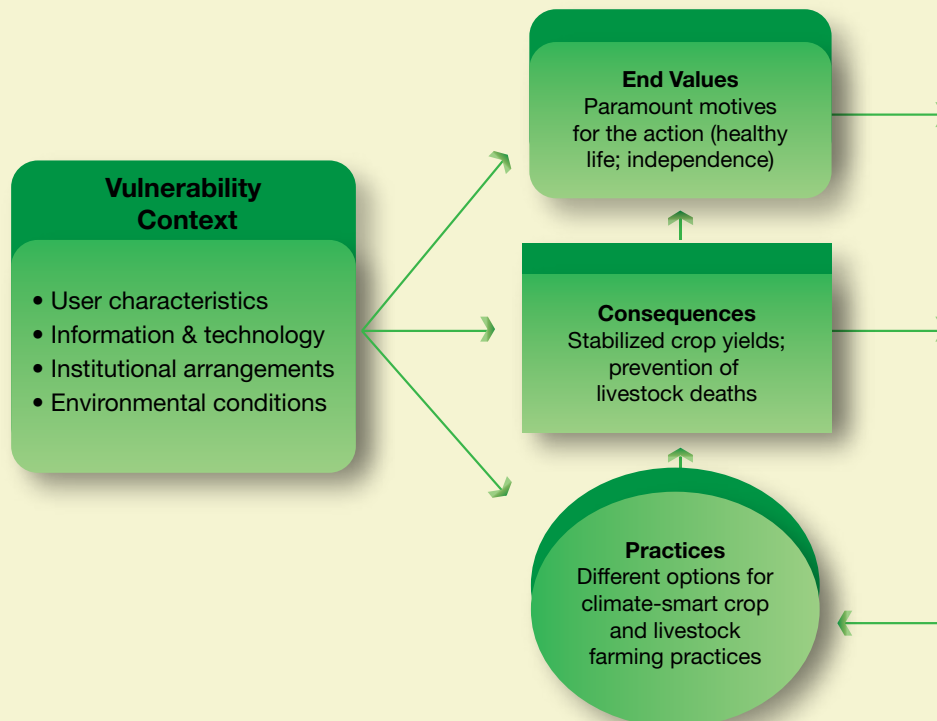 Vulnerability
Context
• User characteristics
• Information & technology
• Institutional arrangements
• Environmental conditions
End Values
Paramount motives
for the action (healthy
life; independence)
Consequences
Stabilized crop yields;
prevention of
livestock deaths
Practices
Different options for
climate-smart crop
and livestock
farming practices